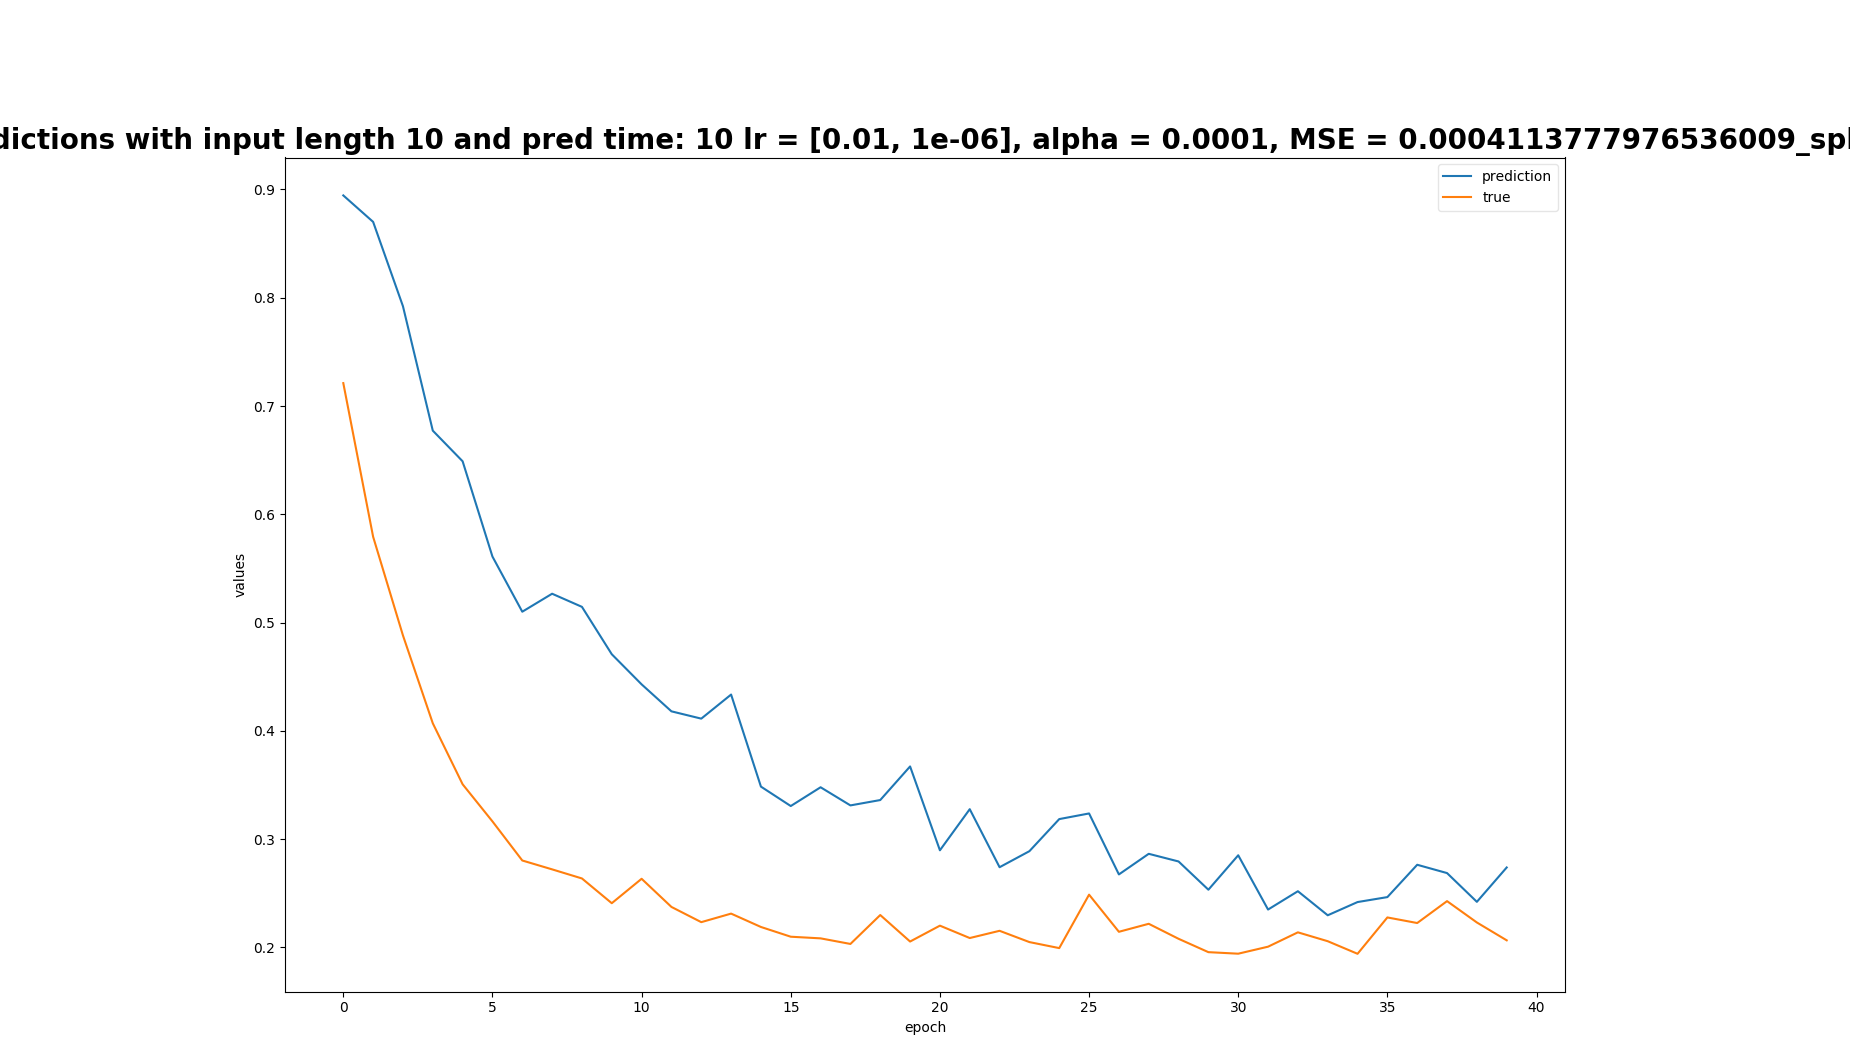 dictions with input length 10 and pred time: 10 lr = [0.01, 1e-06], alpha = 0.0001, MSE = 0.0004113777976536009_spl
prediction
true
0.9
0.8
0.7
0.6
0.5
0.4
0.3
0.2
values
0 5 10 15 20 25 30 35 40
epoch